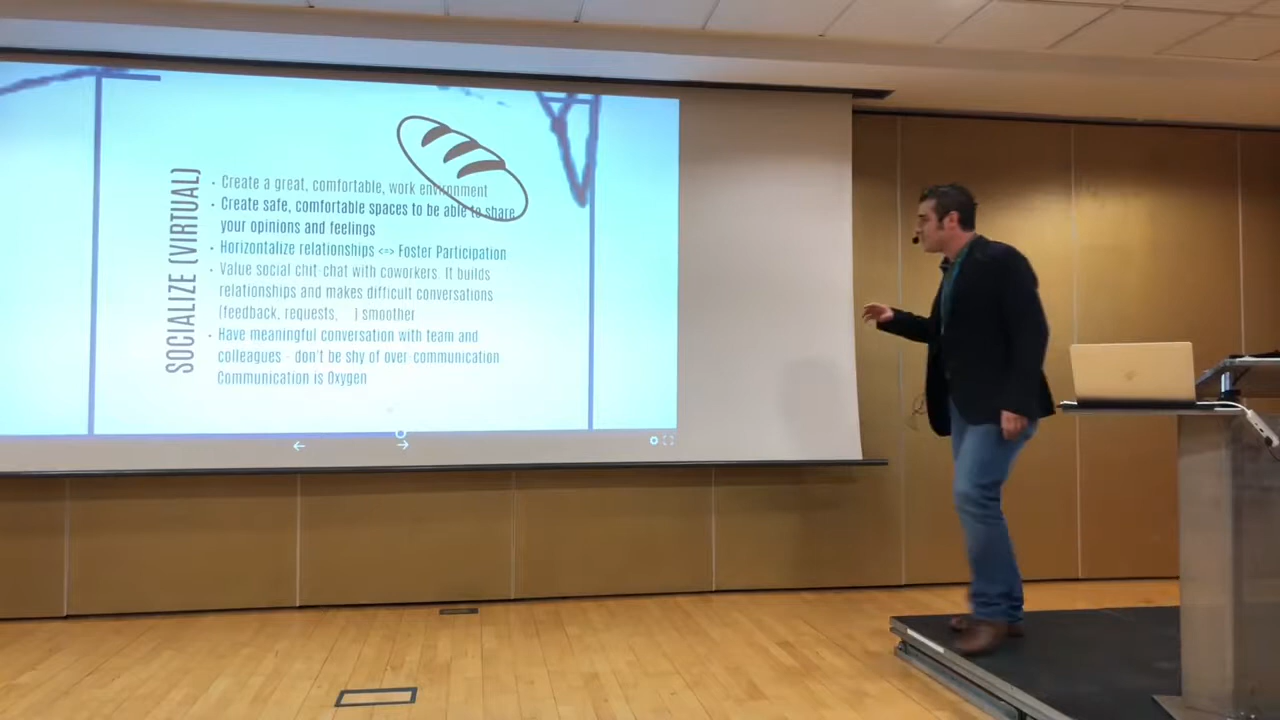 SOCIALIZE (VIRTUAL)
· Create a great, comfortable, work environment
· Create safe, comfortable spaces to be able to share
your opinions and feelings
· Horizontalize relationships <=> Foster Participation
· Value social chit-chat with coworkers. It builds
relationships and makes difficult conversations
(feedback, requests, ) smoother
· Have meaningful conversation with team and
colleagues - don't be shy of over-communication
Communication is Oxygen